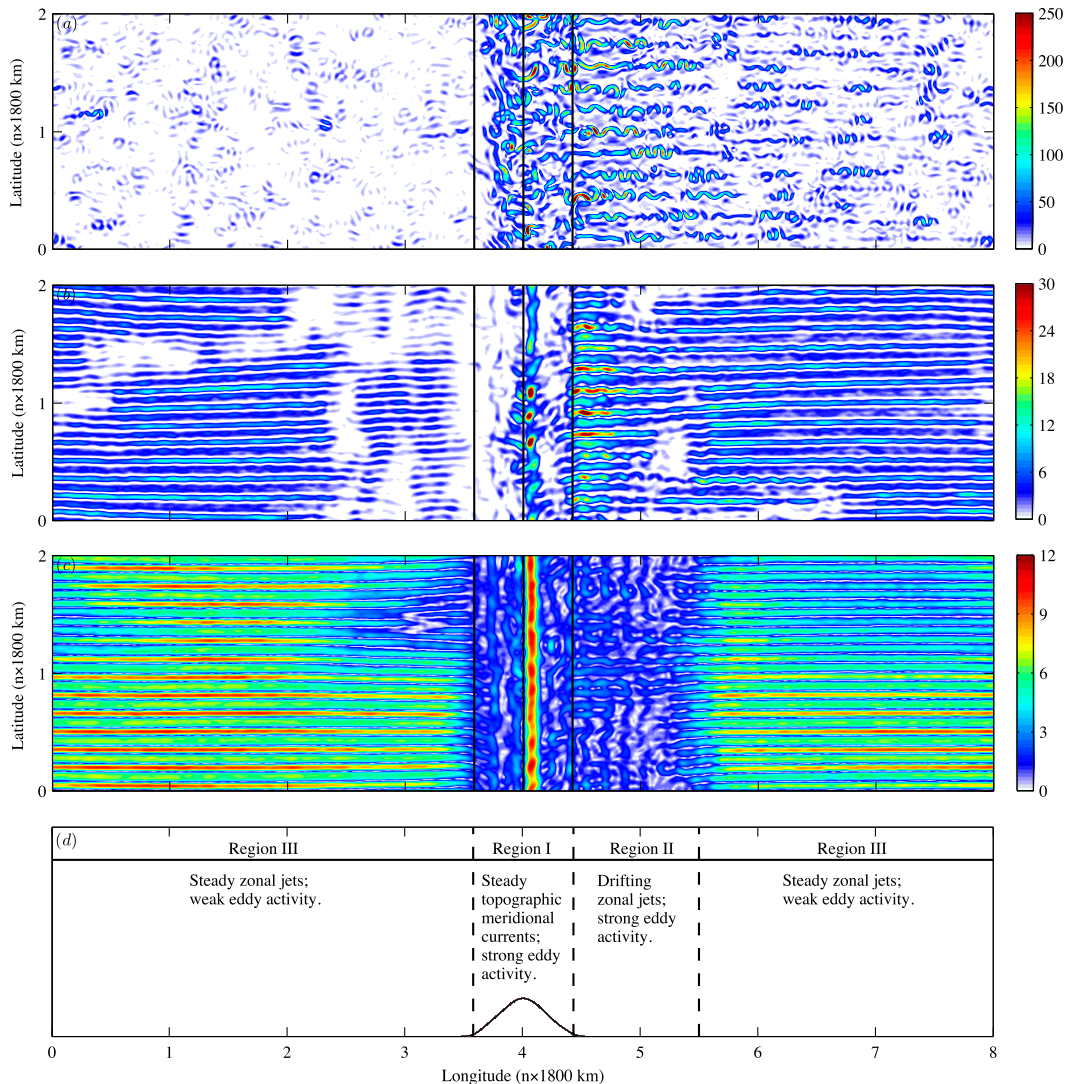 (a)
Latitude (n×1800 km)
2
1
0
250
200
150
100
50
0
(b)
Latitude (n×1800 km)
2
1
0
30
24
18
12
6
0
(c)
Latitude (n×1800 km)
2
1
0
12
9
6
3
0
(d)
Region III
Region I
Region II
Region III
Steady zonal jets;
weak eddy activity.
Steady
topographic
meridional
currents;
strong eddy
activity.
Drifting
zonal jets;
strong eddy
activity.
Steady zonal jets;
weak eddy activity.
0 1 2 3 4 5 6 7 8
Longitude (n×1800 km)